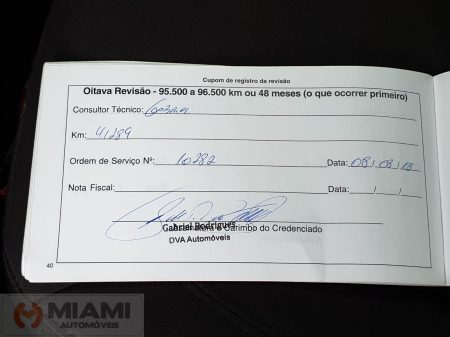 Cupom de registro da revisão
Oitava Revisão - 95.500 a 96.500 km ou 48 meses (o que ocorrer primeiro)
Consultor Técnico: Gabriel
Km: 41289
Ordem de Serviço Nº: 10282 Data: 08/08/13
Nota Fiscal: Data: / /
Gabriel Rodrigues
Assinatura e Carimbo do Credenciado
DVA Automóveis
40
MIAMI
AUTOMÓVEIS